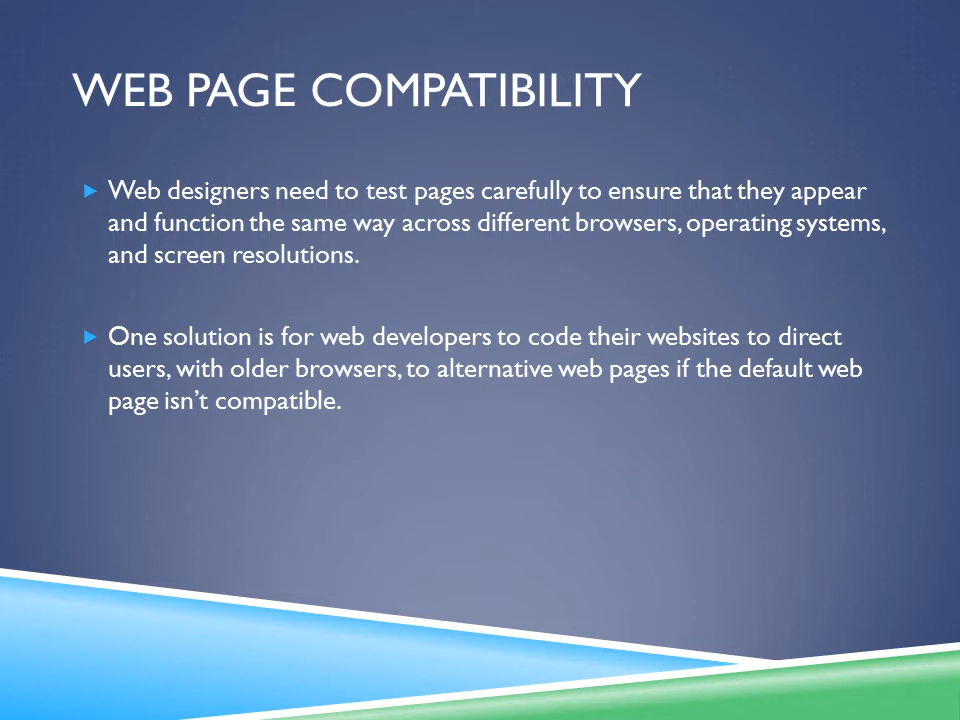 WEB PAGE COMPATIBILITY
Web designers need to test pages carefully to ensure that they appear
and function the same way across different browsers, operating systems,
and screen resolutions.
One solution is for web developers to code their websites to direct
users, with older browsers, to alternative web pages if the default web
page isn’t compatible.